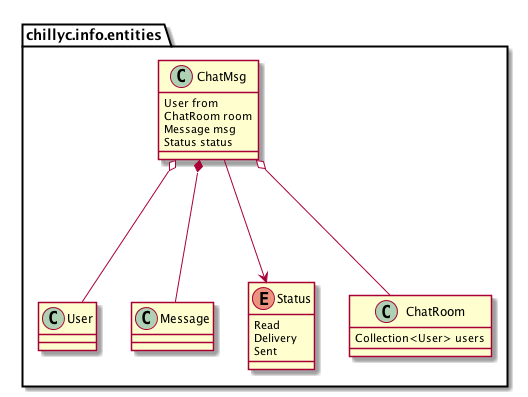 chillyc.info.entities
C ChatMsg
User from
ChatRoom room
Message msg
Status status
C User
C Message
E Status
Read
Delivery
Sent
C ChatRoom
Collection<User> users